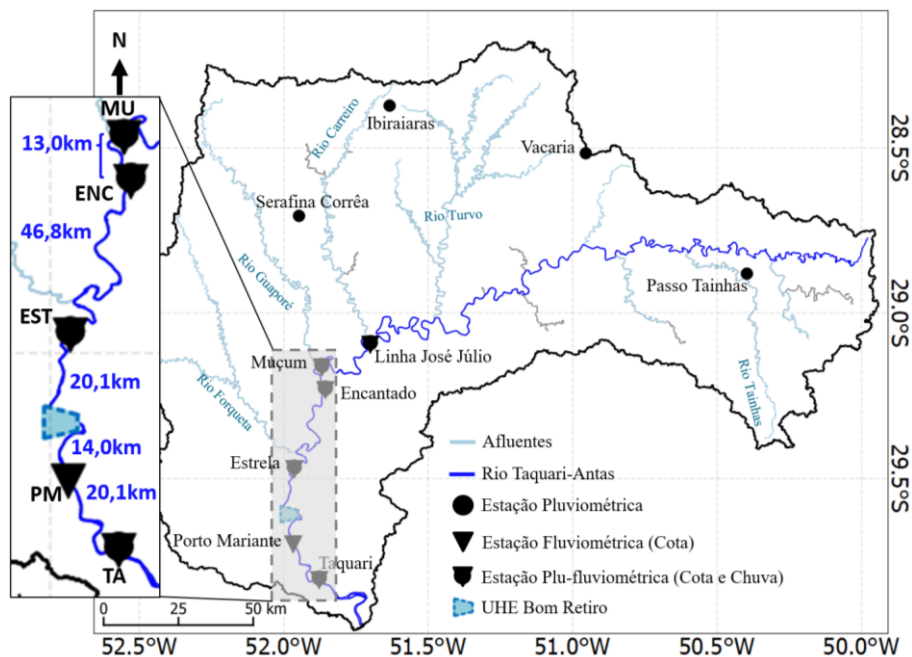 N
MU
13,0km
ENC
46,8km
EST
20,1km
14,0km
PM
20,1km
TA
Rio Carreiro
Ibiraiaras
Vacaria
Serafina Corrêa
Rio Turvo
Rio Guaporé
Passo Tainhas
Linha José Júlio
Muçum
Encantado
Rio Forqueta
Rio Tainhas
Estrela
Porto Mariante
Taquari
Afluentes
Rio Taquari-Antas
Estação Pluviométrica
Estação Fluviométrica (Cota)
Estação Plu-fluviométrica (Cota e Chuva)
UHE Bom Retiro
0 25 50 km
28.5°S
29.0°S
29.5°S
52.5°W 52.0°W 51.5°W 51.0°W 50.5°W 50.0°W